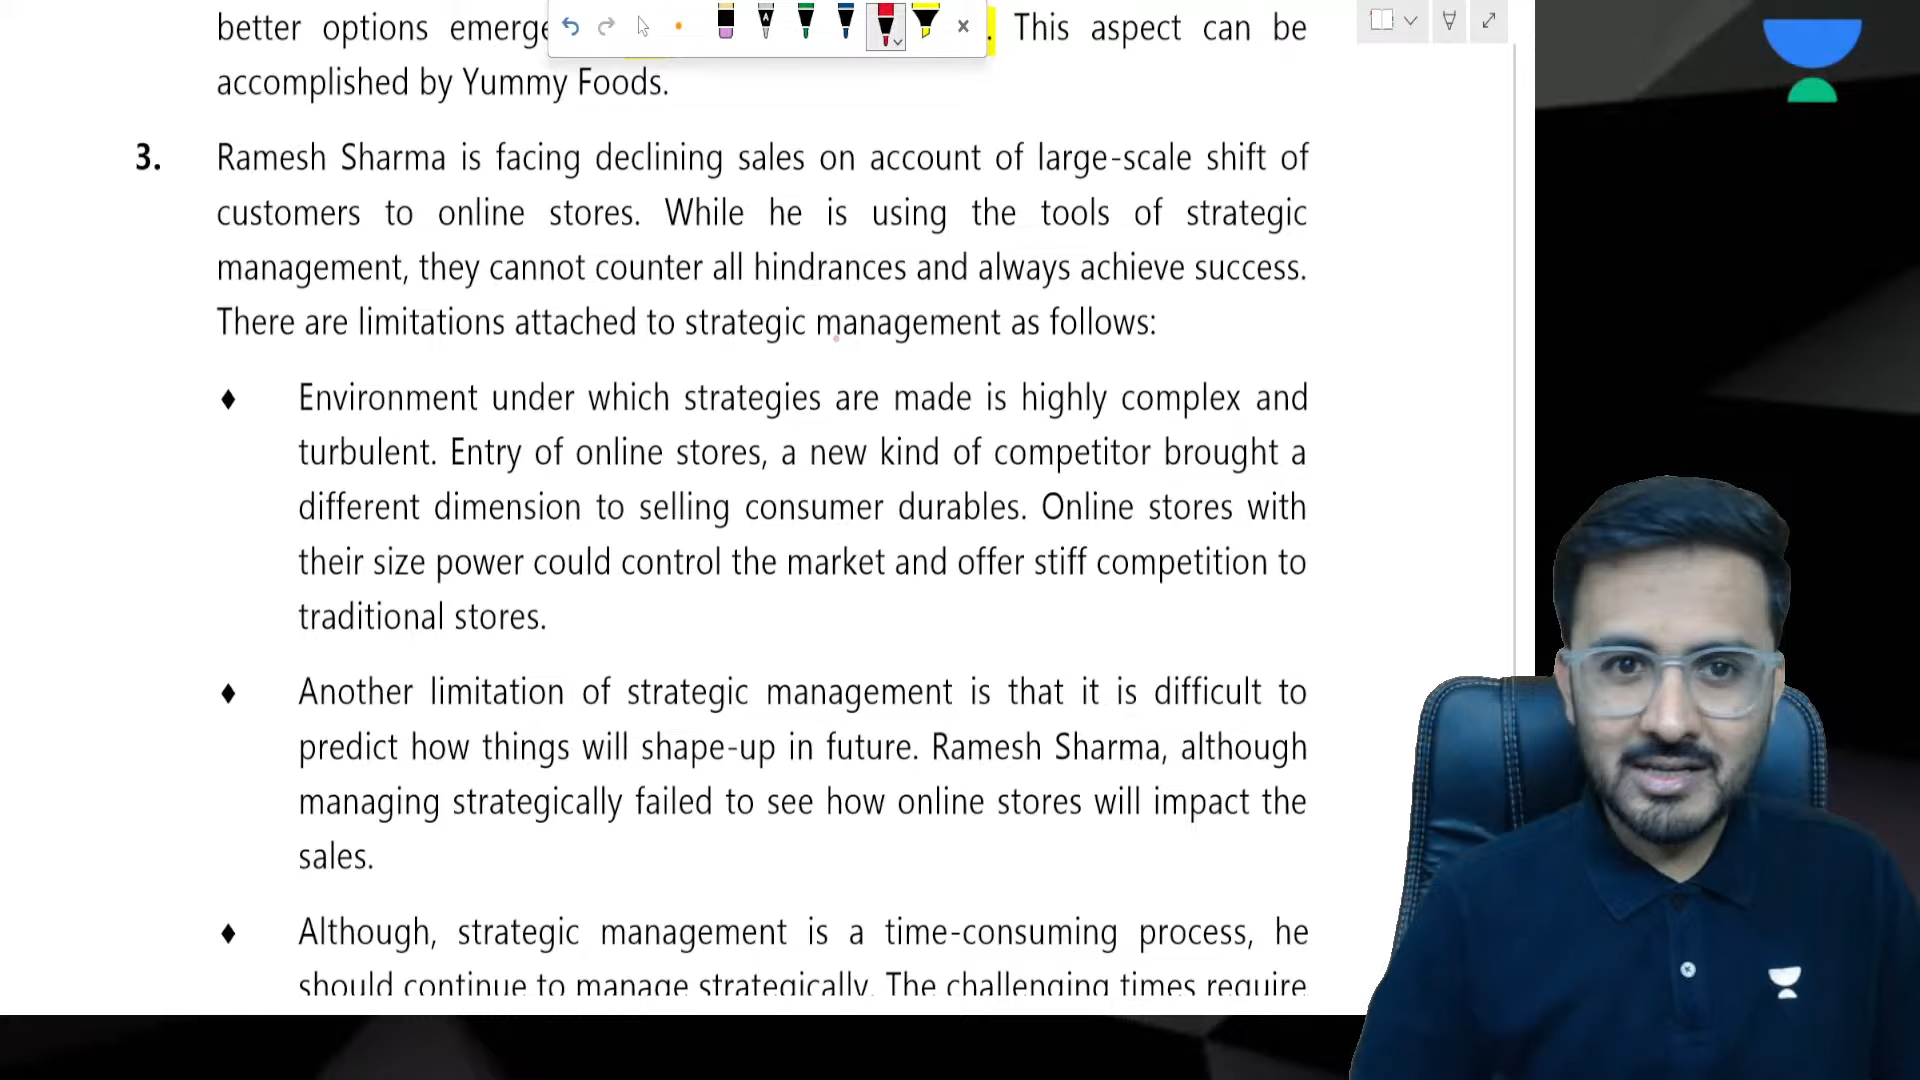 better options emerge
. This aspect can be
accomplished by Yummy Foods.
3. Ramesh Sharma is facing declining sales on account of large-scale shift of
customers to online stores. While he is using the tools of strategic
management, they cannot counter all hindrances and always achieve success.
There are limitations attached to strategic management as follows:
♦ Environment under which strategies are made is highly complex and
turbulent. Entry of online stores, a new kind of competitor brought a
different dimension to selling consumer durables. Online stores with
their size power could control the market and offer stiff competition to
traditional stores.
♦ Another limitation of strategic management is that it is difficult to
predict how things will shape-up in future. Ramesh Sharma, although
managing strategically failed to see how online stores will impact the
sales.
♦ Although, strategic management is a time-consuming process, he
should continue to manage strategically. The challenging times require